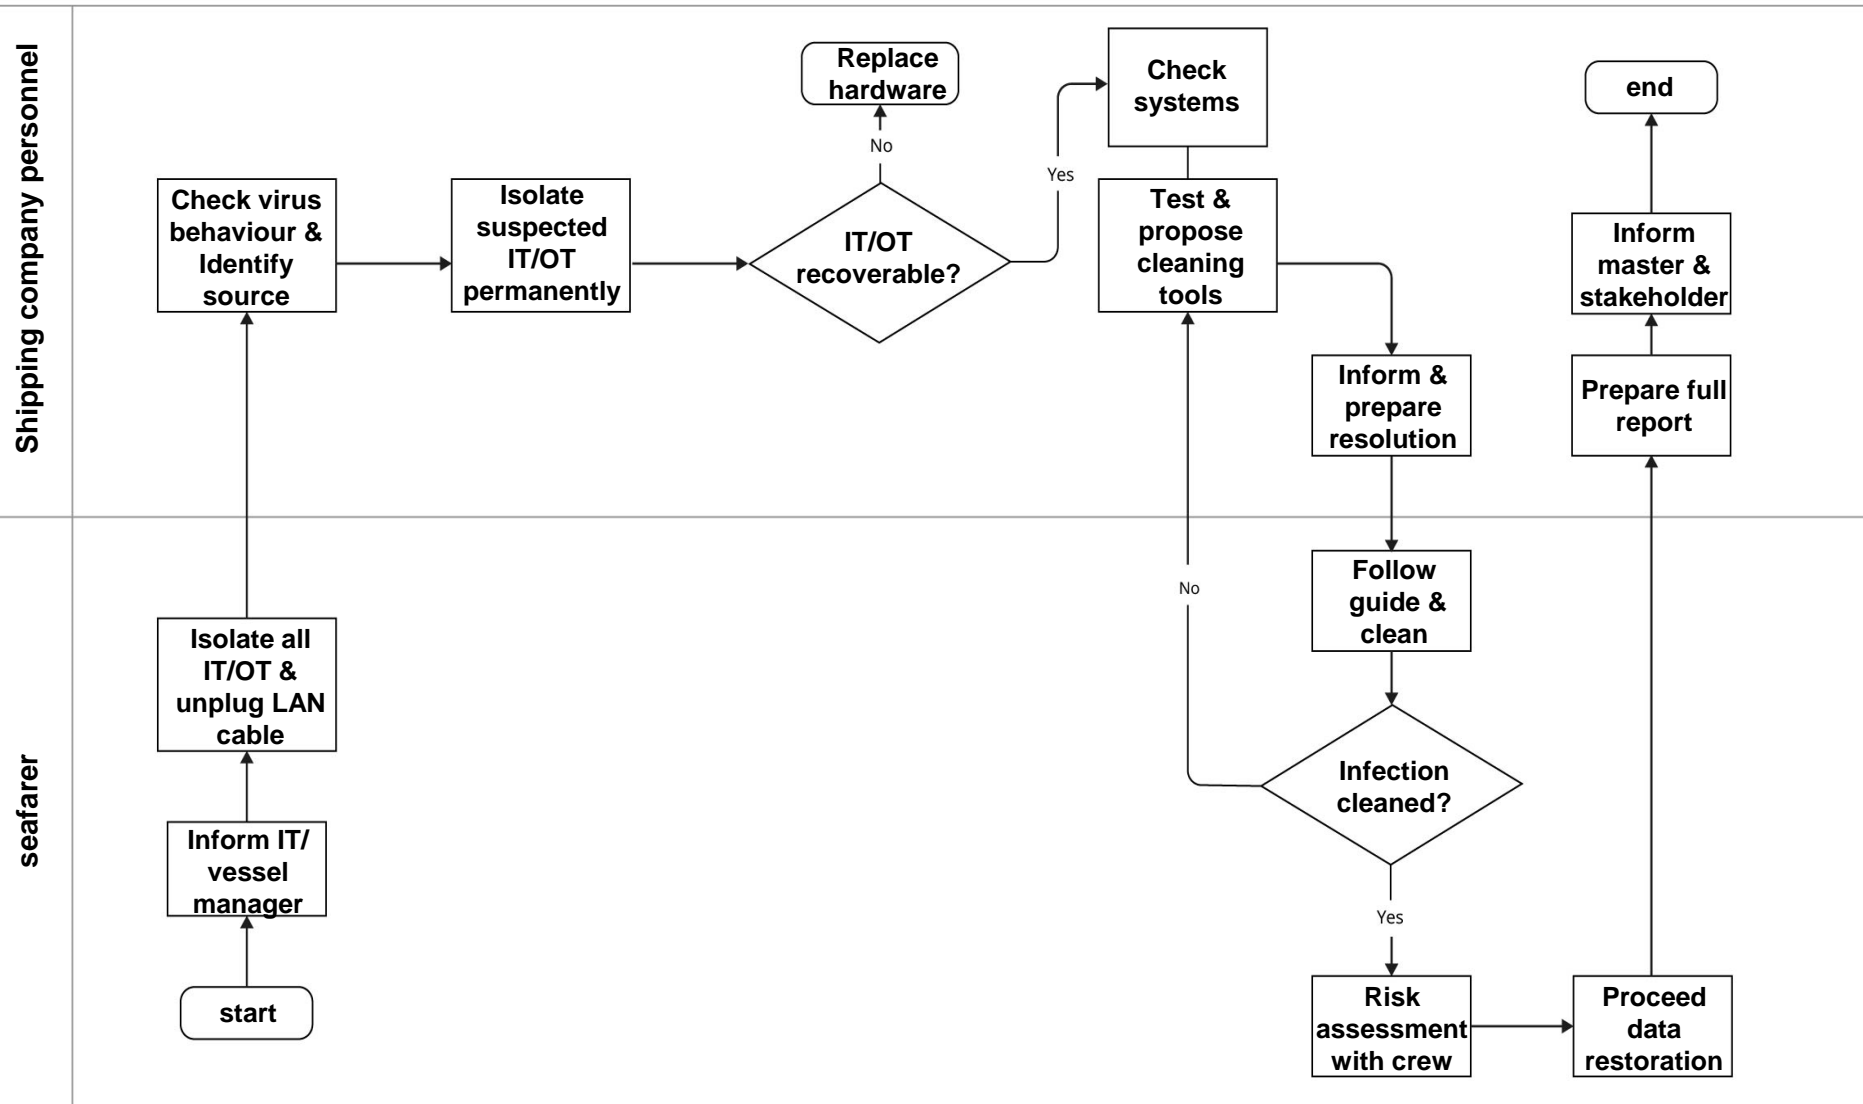 Shipping company personnel
Replace
hardware
No
Check
systems
Yes
end
Check virus
behaviour &
Identify
source
Isolate
suspected
IT/OT
permanently
IT/OT
recoverable?
Test &
propose
cleaning
tools
Inform
master &
stakeholder
Inform &
prepare
resolution
Prepare full
report
seafarer
Isolate all
IT/OT &
unplug LAN
cable
No
Follow
guide &
clean
Infection
cleaned?
Inform IT/
vessel
manager
Yes
start
Risk
assessment
with crew
Proceed
data
restoration